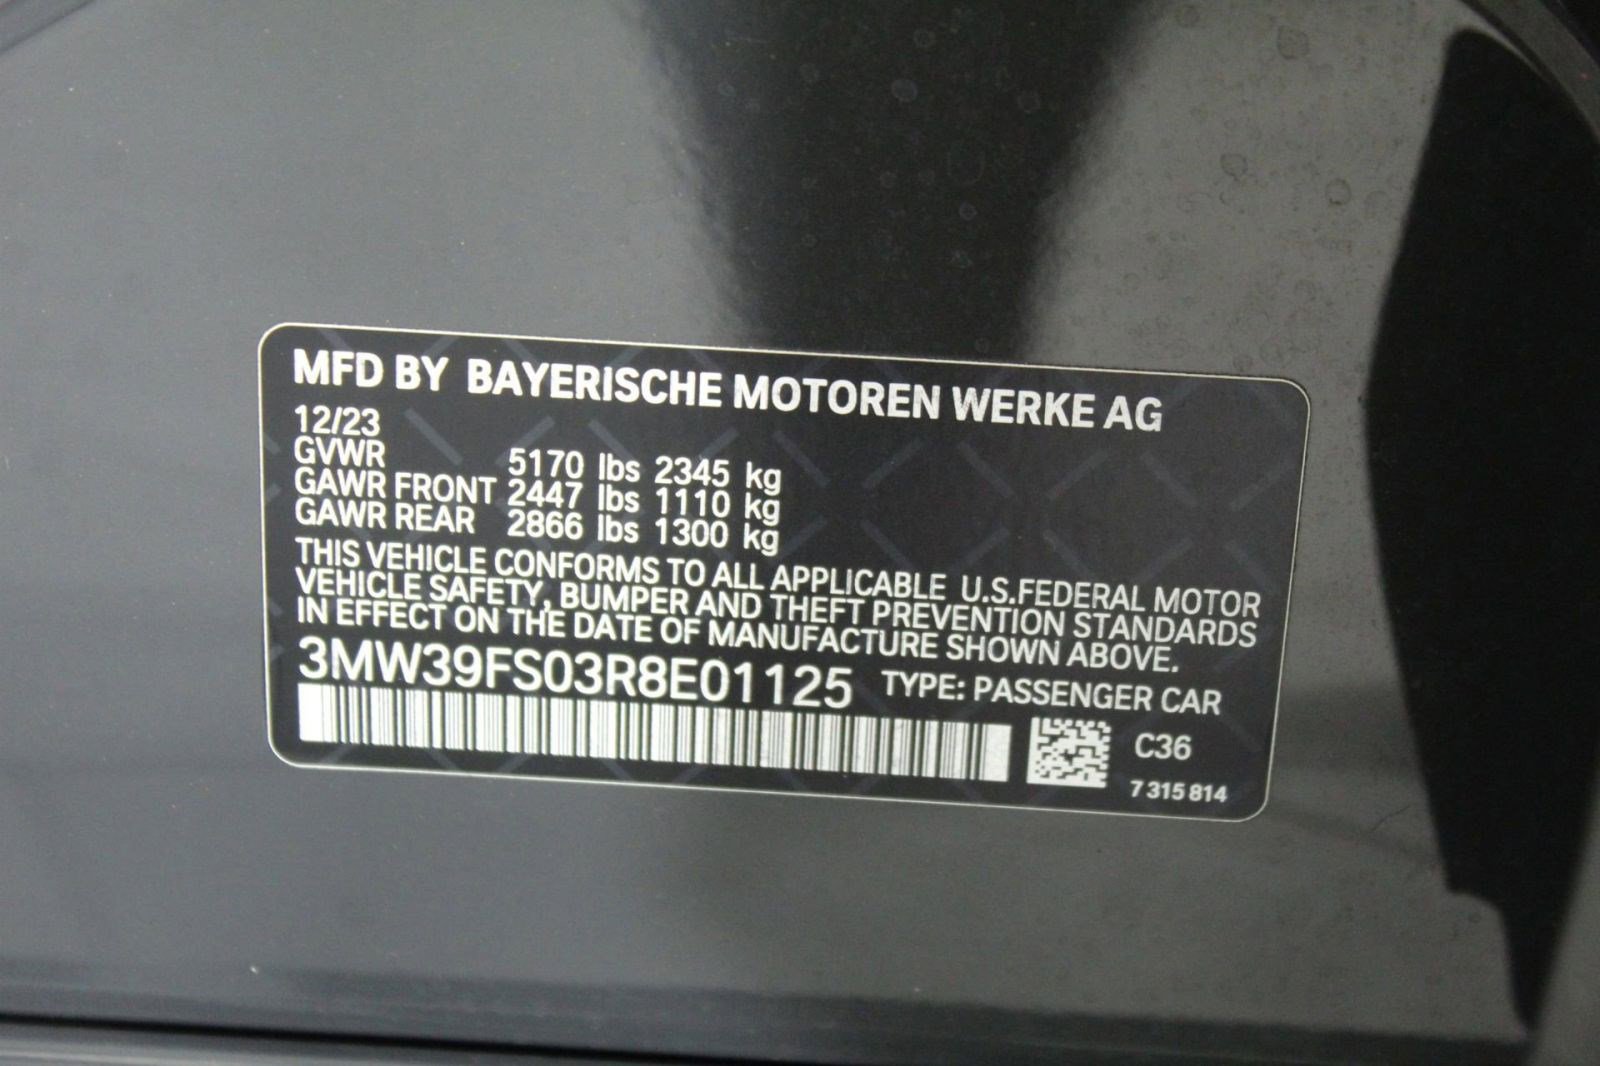 MFD BY BAYERISCHE MOTOREN WERKE AG
12/23
GVWR 5170 lbs 2345 kg
GAWR FRONT 2447 lbs 1110 kg
GAWR REAR 2866 lbs 1300 kg
THIS VEHICLE CONFORMS TO ALL APPLICABLE U.S.FEDERAL MOTOR
VEHICLE SAFETY, BUMPER AND THEFT PREVENTION STANDARDS
IN EFFECT ON THE DATE OF MANUFACTURE SHOWN ABOVE.
3MW39FS03R8E01125 TYPE: PASSENGER CAR
C36
7 315 814